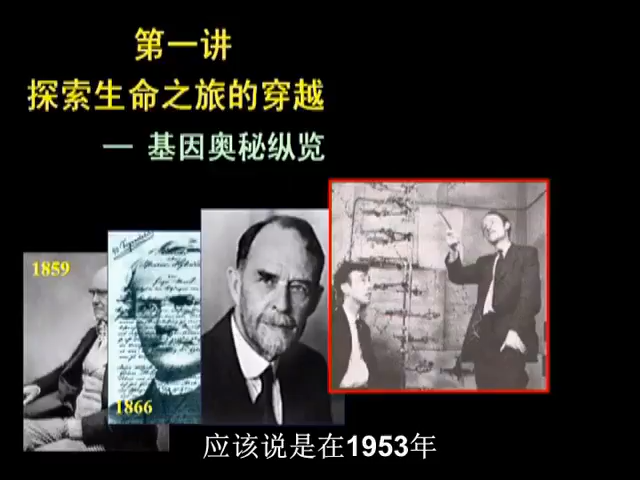 第一讲
探索生命之旅的穿越
— 基因奥秘纵览
1859
1866
应该说是在1953年